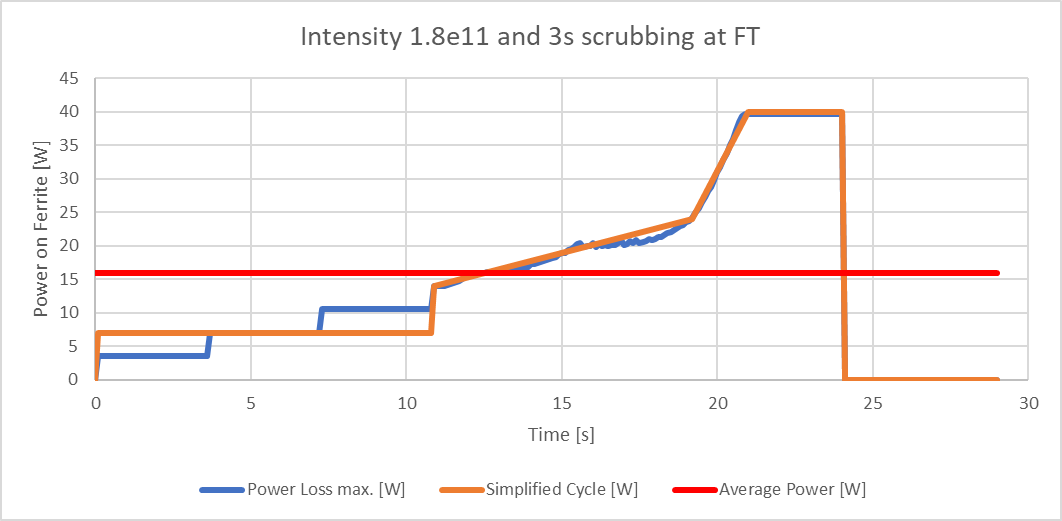 Intensity 1.8e11 and 3s scrubbing at FT
Power on Ferrite [W]
45
40
35
30
25
20
15
10
5
0
0 5 10 15 20 25 30
Time [s]
Power Loss max. [W] Simplified Cycle [W] Average Power [W]